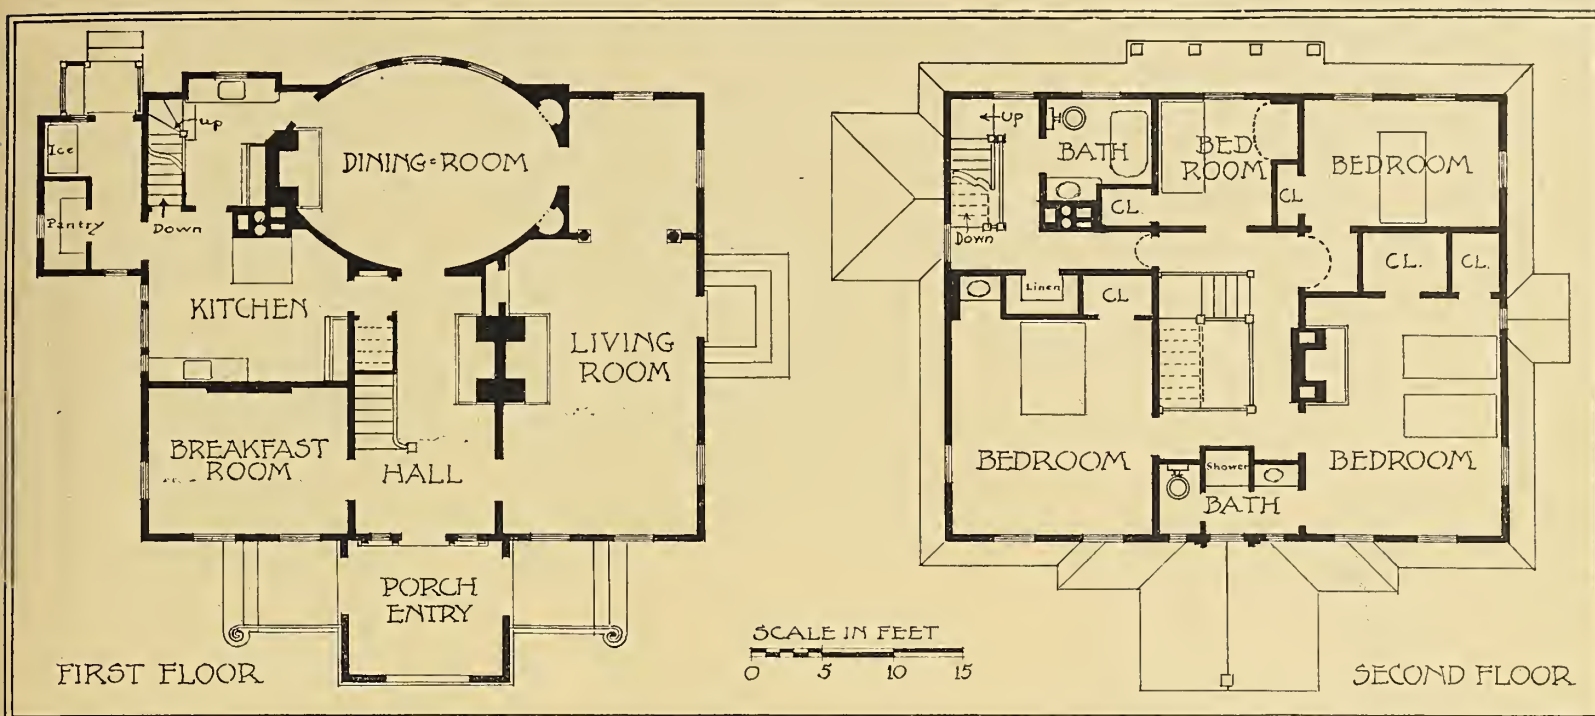 Up
Ice
DINING-ROOM
Pantry
Down
KITCHEN
LIVING
ROOM
BREAKFAST
ROOM
HALL
PORCH
ENTRY
FIRST FLOOR
SCALE IN FEET
0 5 10 15
Up
BATH
BED
ROOM
BEDROOM
CL.
CL
Down
CL.
CL.
Linen
CL
BEDROOM
Shower
BATH
BEDROOM
SECOND FLOOR